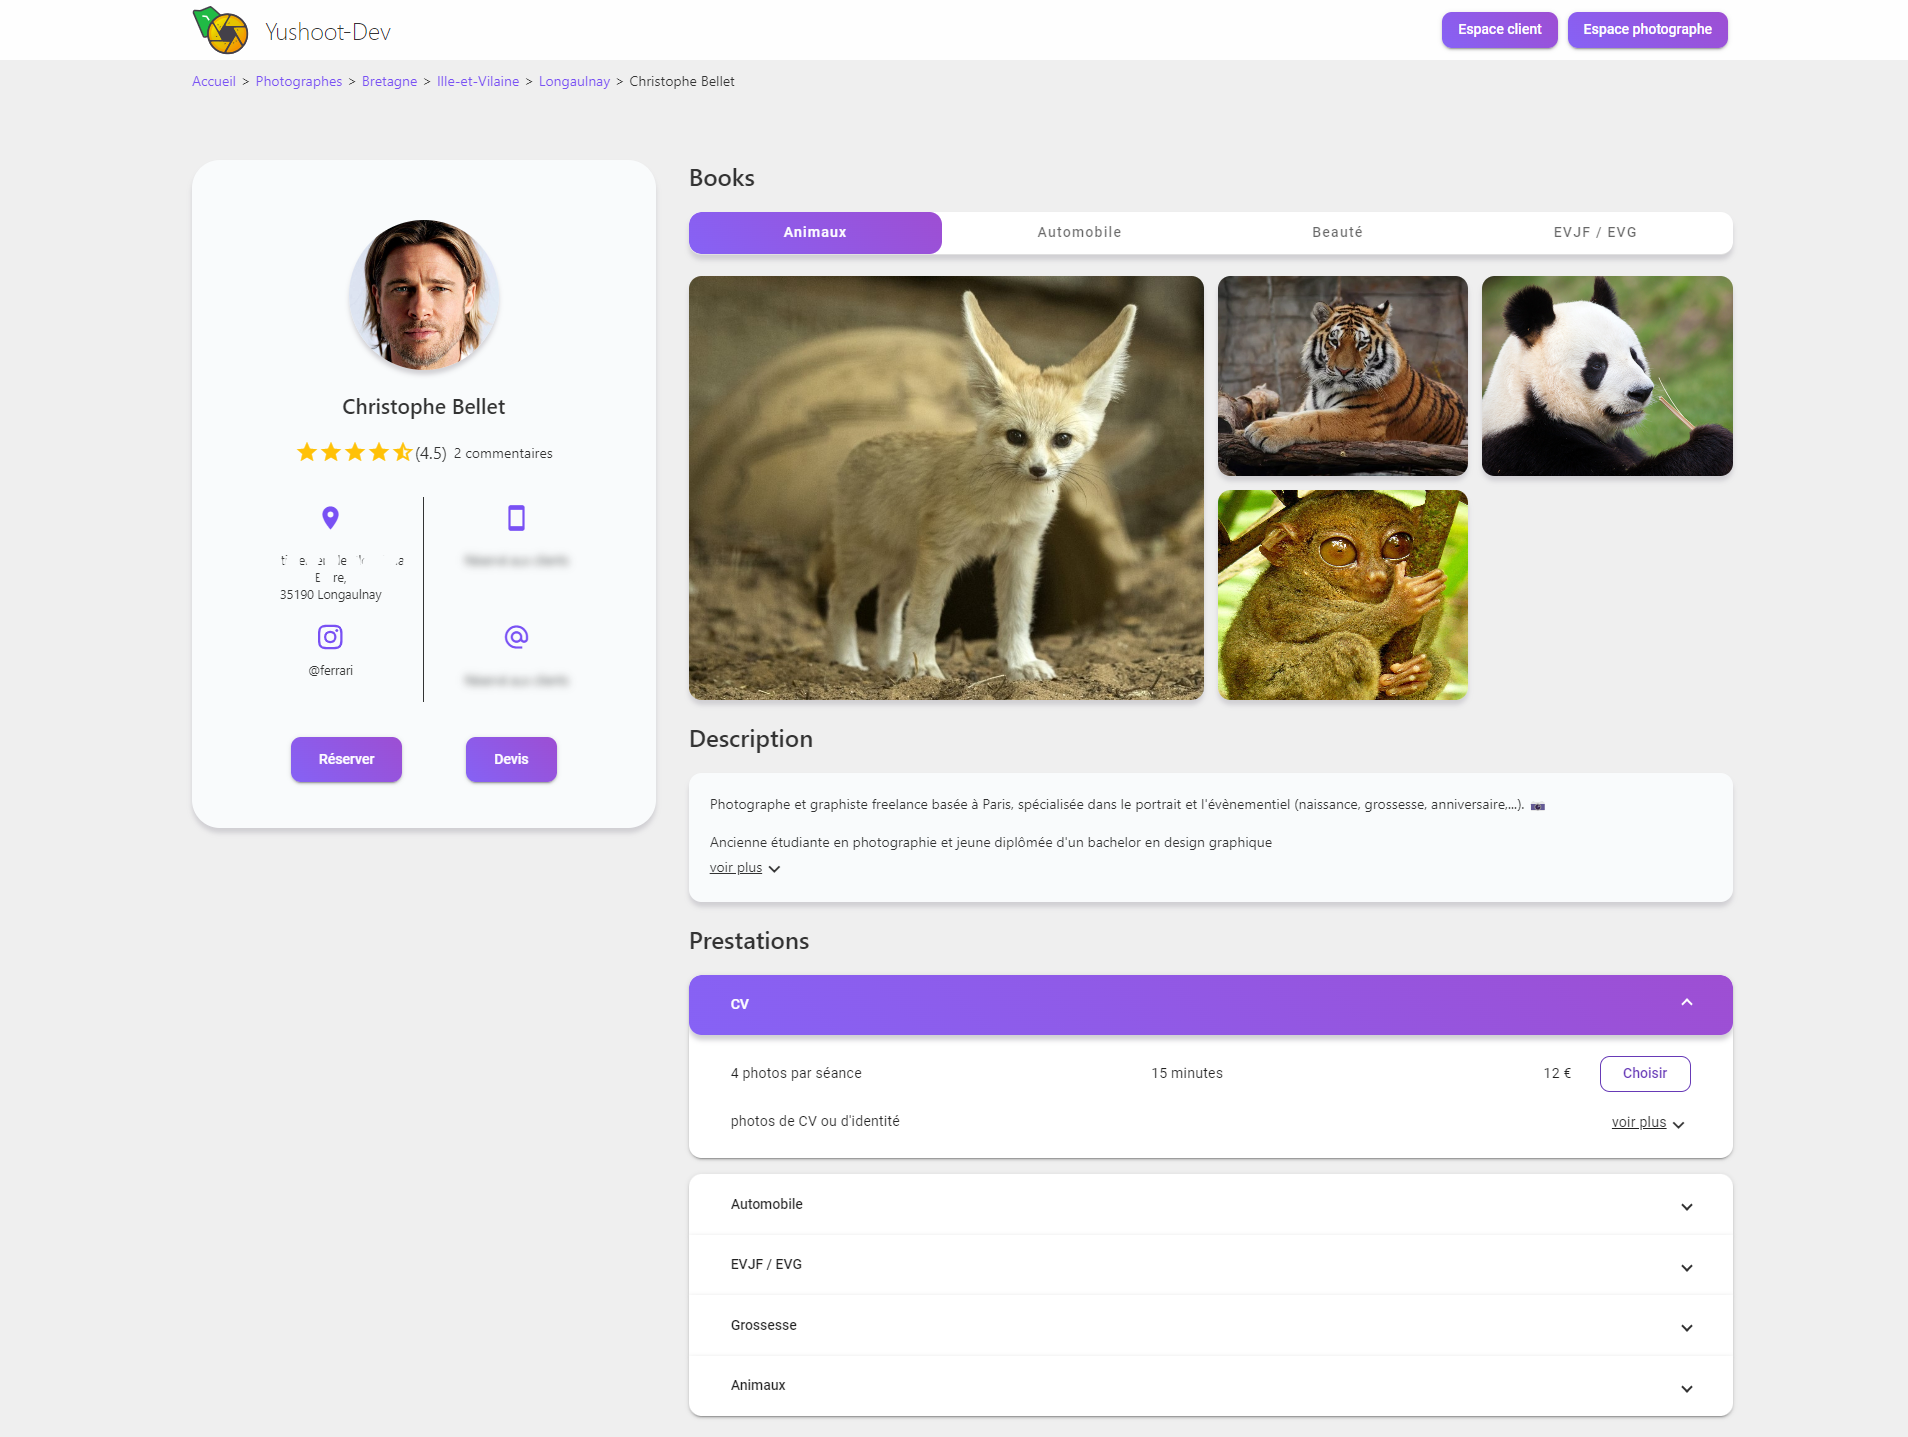 Yushoot-Dev
Espace client
Espace photographe
Accueil > Photographes > Bretagne > Ille-et-Vilaine > Longaulnay > Christophe Bellet
Christophe Bellet
(4.5) 2 commentaires
35190 Longaulnay
@ferrari
Réserver
Devis
Books
Animaux
Automobile
Beauté
EVJF / EVG
Description
Photographe et graphiste freelance basée à Paris, spécialisée dans le portrait et l'évènementiel (naissance, grossesse, anniversaire,...). 📷
Ancienne étudiante en photographie et jeune diplômée d'un bachelor en design graphique
voir plus
Prestations
CV
4 photos par séance
15 minutes
12 €
Choisir
photos de CV ou d'identité
voir plus
Automobile
EVJF / EVG
Grossesse
Animaux